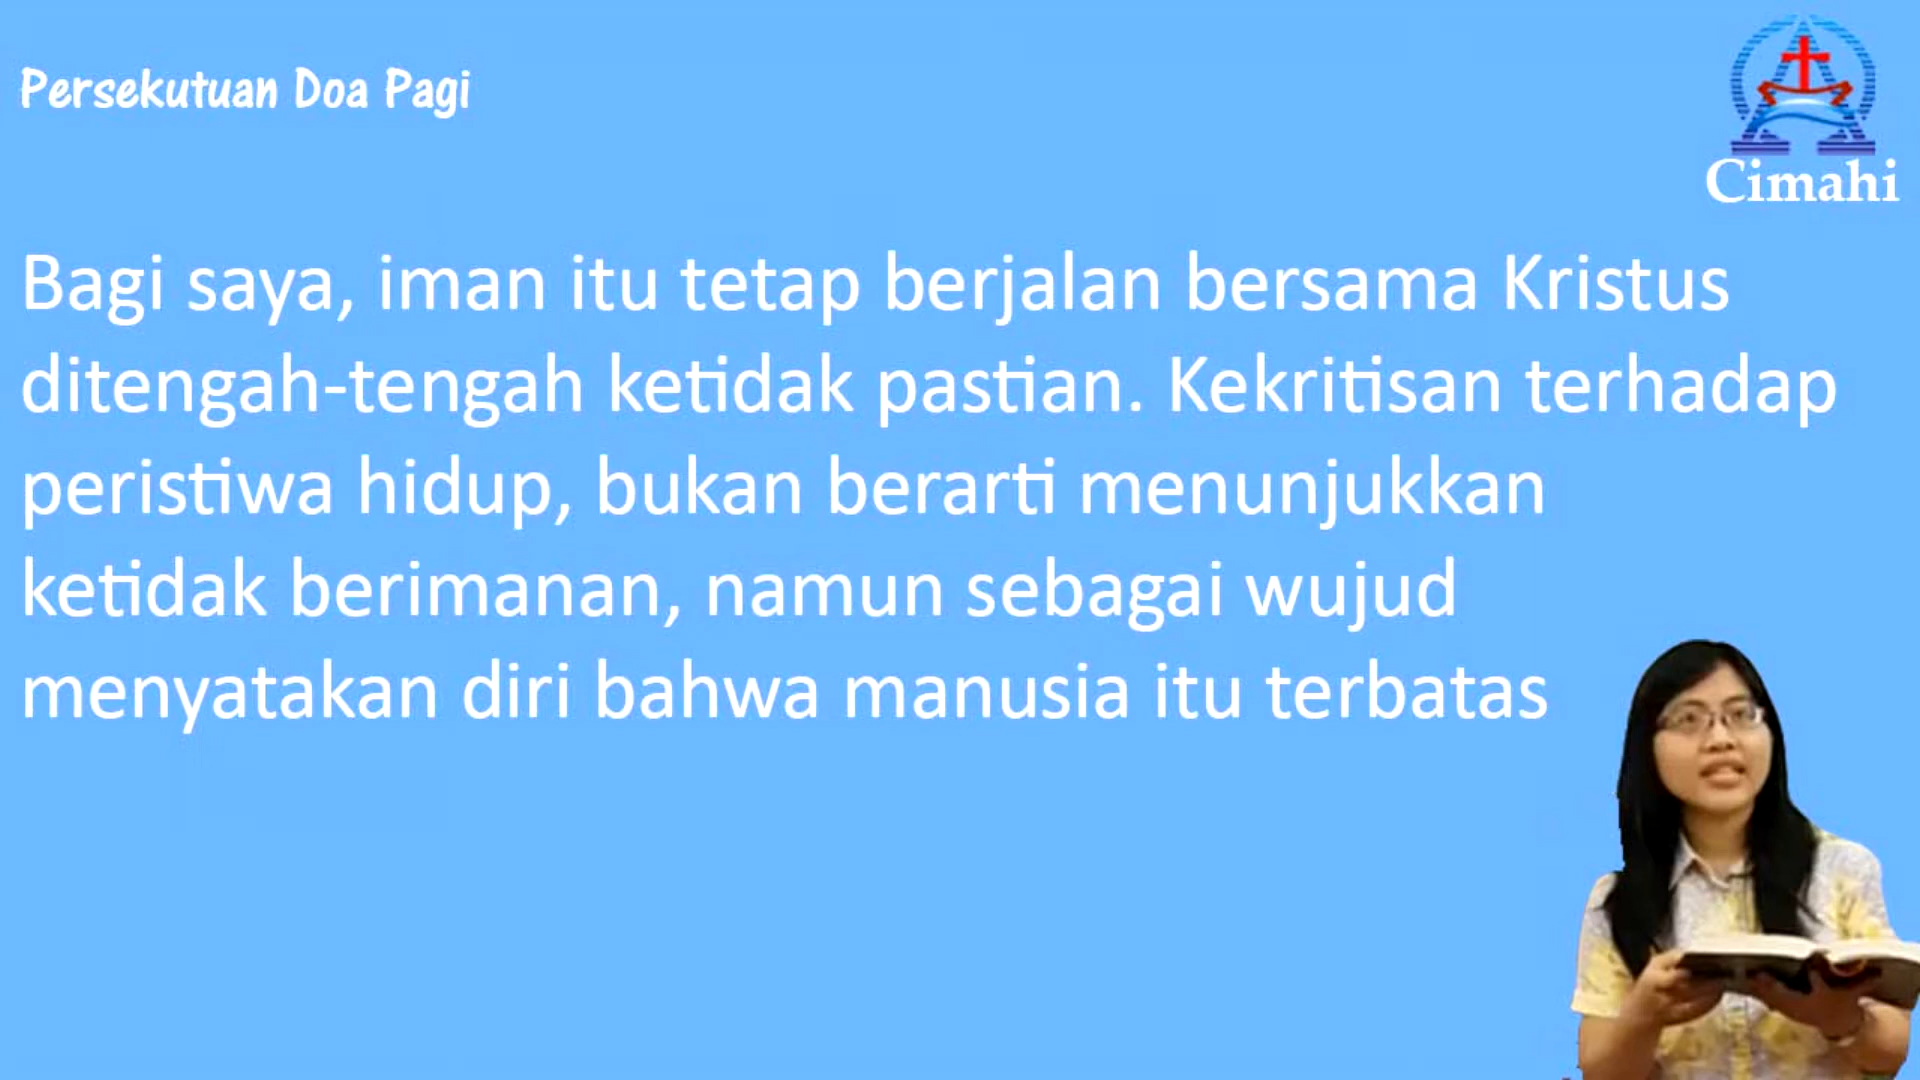 Persekutuan Doa Pagi
Cimahi
Bagi saya, iman itu tetap berjalan bersama Kristus
ditengah-tengah ketidak pastian. Kekritisan terhadap
peristiwa hidup, bukan berarti menunjukkan
ketidak berimanan, namun sebagai wujud
menyatakan diri bahwa manusia itu terbatas